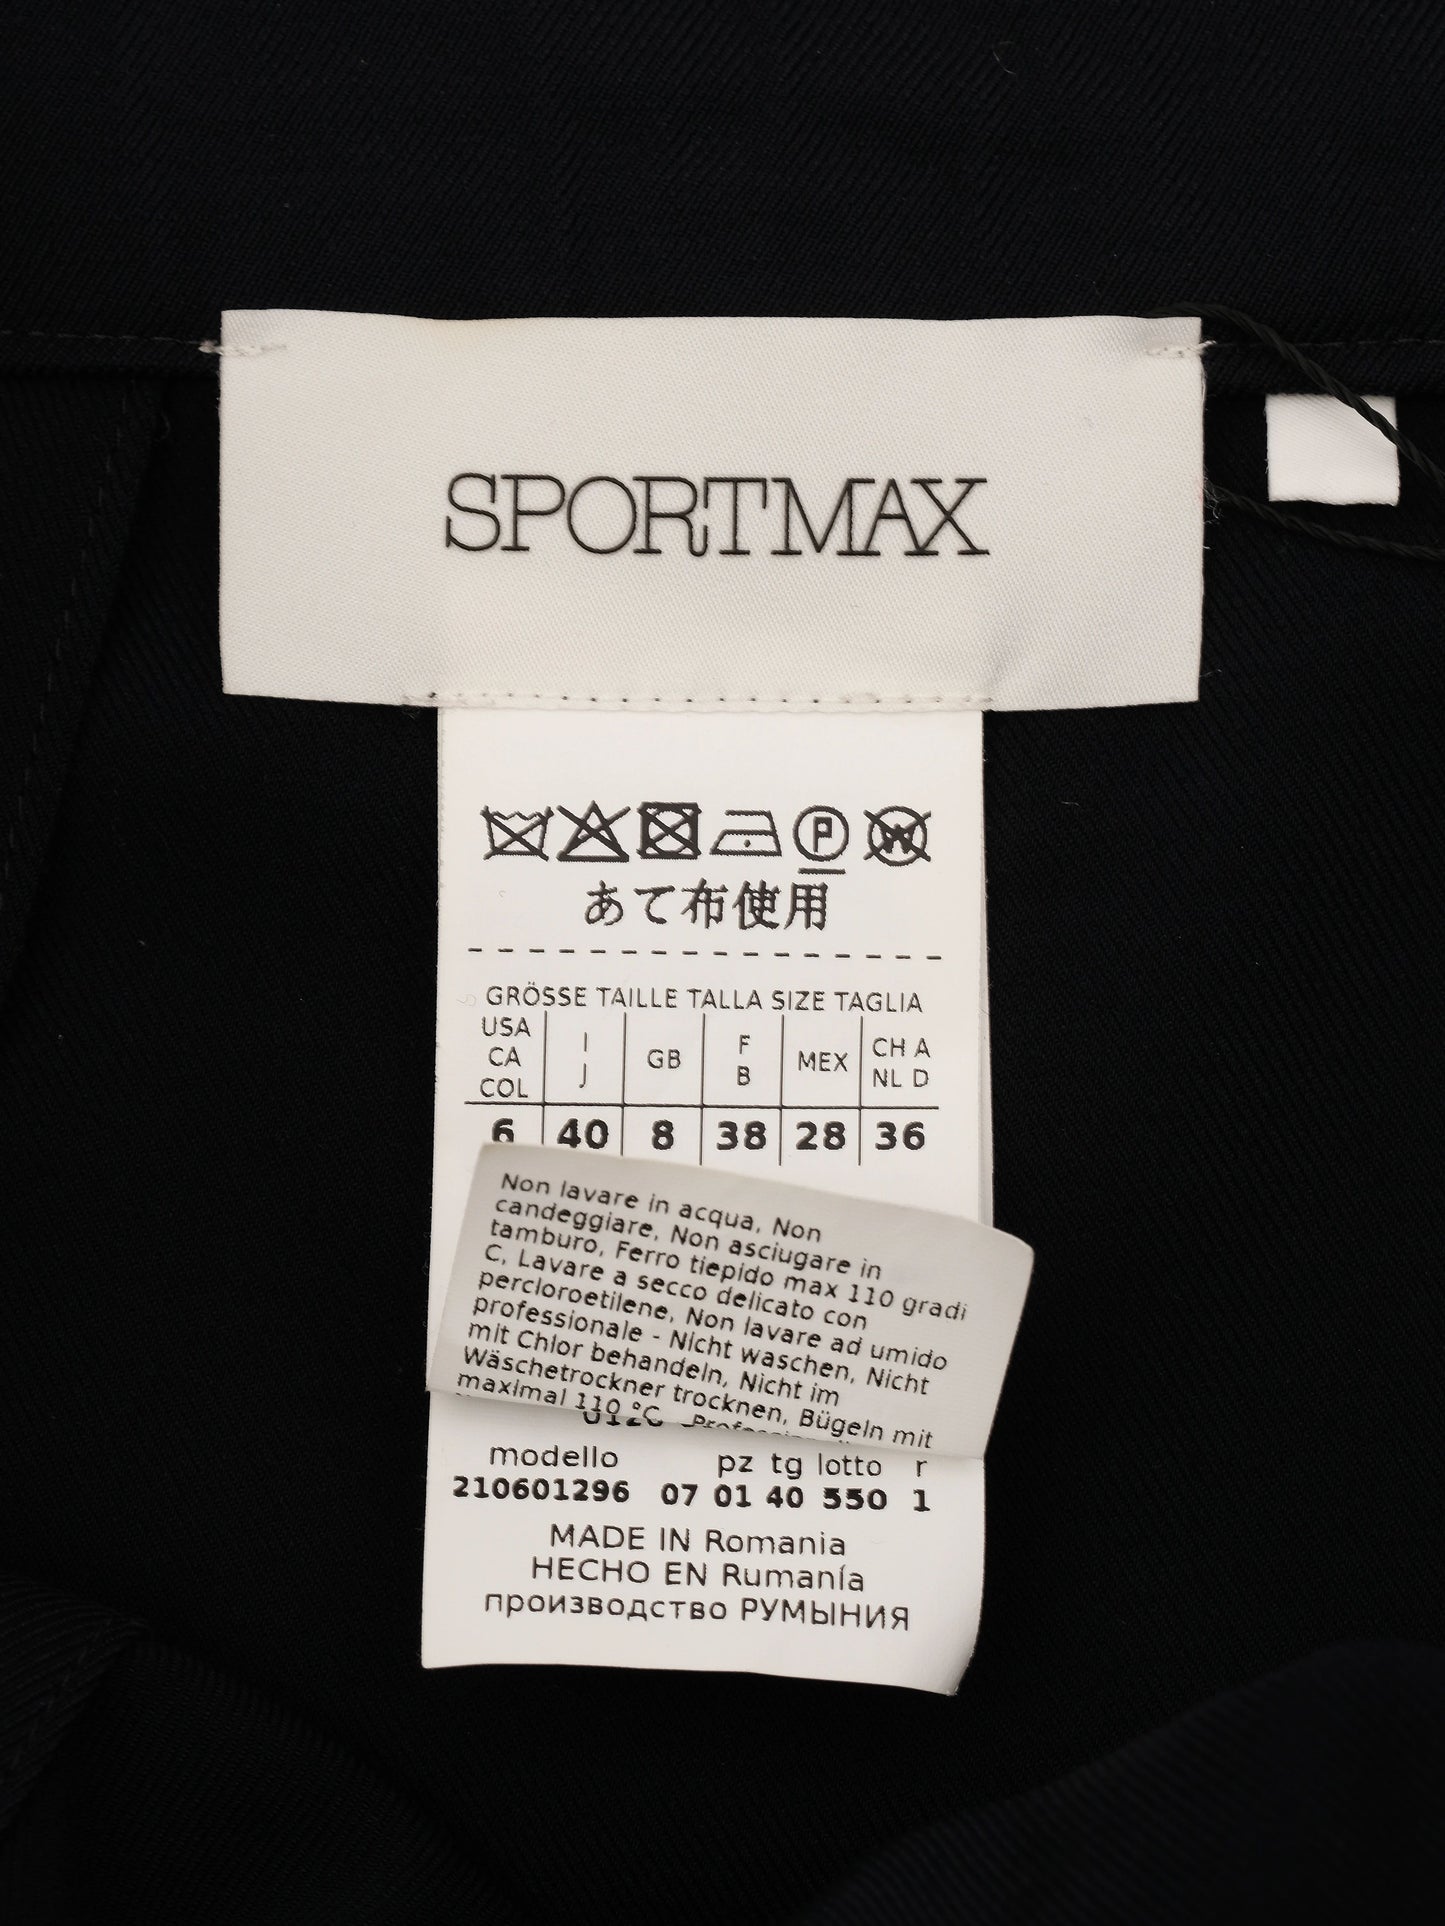 SPORTMAX
P W
あて布使用
GRÖSSE TAILLE TALLA SIZE TAGLIA
USA CA COL I J GB F B MEX CH A NL D
6 40 8 38 28 36
Non lavare in acqua, Non
candeggiare, Non asciugare in
tamburo, Ferro tiepido max 110 gradi
C, Lavare a secco delicato con
percloroetilene, Non lavare ad umido
professionale - Nicht waschen, Nicht
mit Chlor behandeln, Nicht im
Wäschetrockner trocknen, Bügeln mit
maximal 110 °C
modello pz tg lotto r
210601296 07 01 40 550 1
MADE IN Romania
HECHO EN Rumanía
производство РУМЫНИЯ